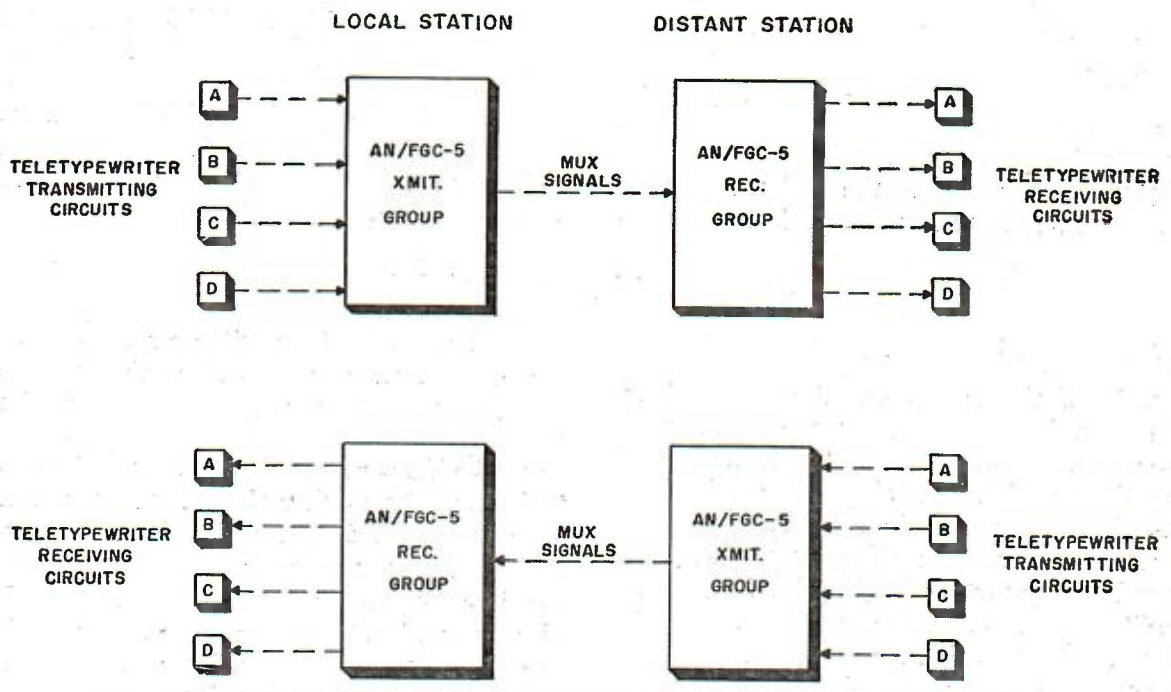 LOCAL STATION
DISTANT STATION
A
B
C
D
TELETYPEWRITER
TRANSMITTING
CIRCUITS
AN/FGC-5
XMIT.
GROUP
MUX
SIGNALS
AN/FGC-5
REC.
GROUP
A
B
C
D
TELETYPEWRITER
RECEIVING
CIRCUITS
A
B
C
D
TELETYPEWRITER
RECEIVING
CIRCUITS
AN/FGC-5
REC.
GROUP
MUX
SIGNALS
AN/FGC-5
XMIT.
GROUP
A
B
C
D
TELETYPEWRITER
TRANSMITTING
CIRCUITS